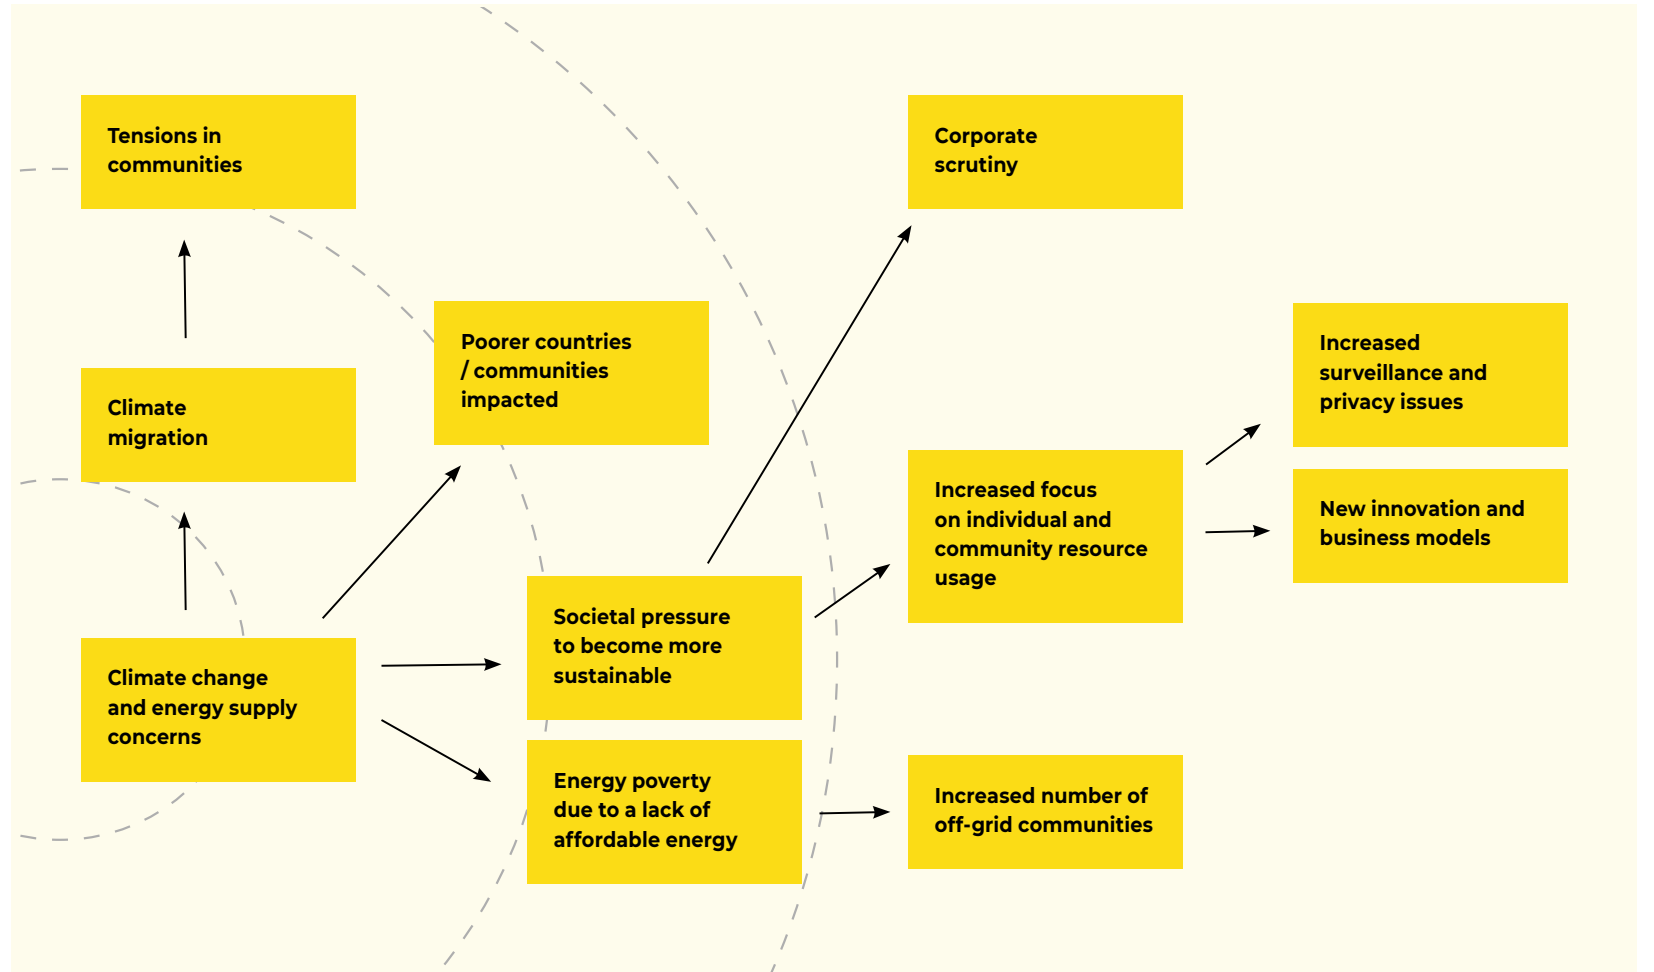 Tensions in
communities
Corporate
scrutiny
Poorer countries
/ communities
impacted
Increased
surveillance and
privacy issues
Climate
migration
Increased focus
on individual and
community resource
usage
New innovation and
business models
Societal pressure
to become more
sustainable
Climate change
and energy supply
concerns
Energy poverty
due to a lack of
affordable energy
Increased number of
off-grid communities